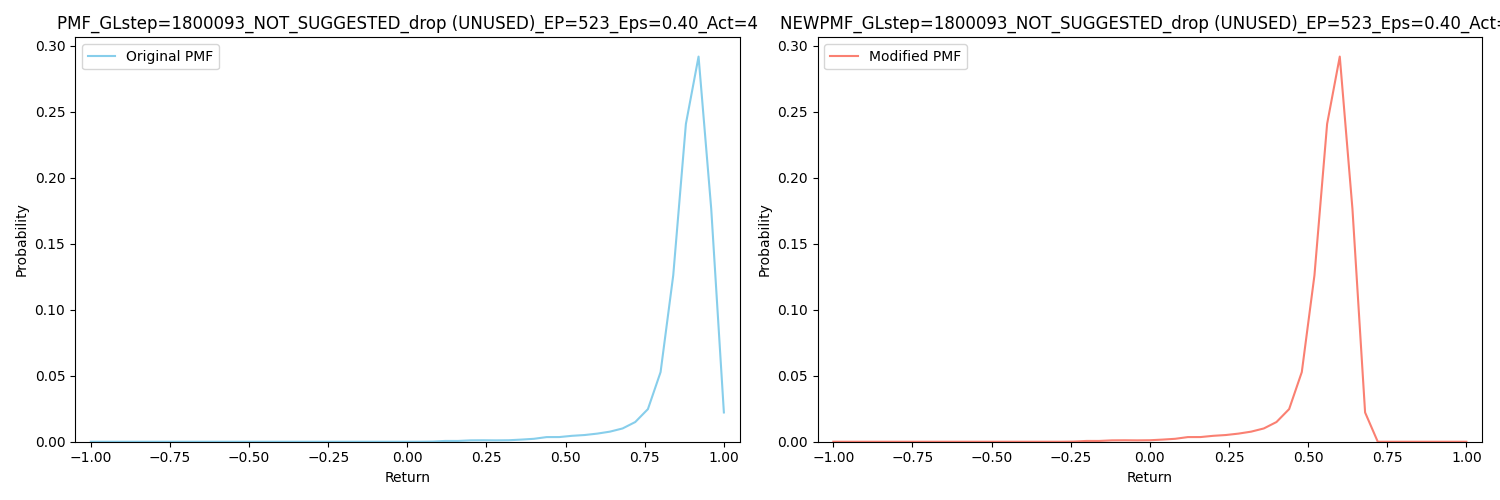 PMF_GLstep=1800093_NOT_SUGGESTED_drop (UNUSED)_EP=523_Eps=0.40_Act=4
Original PMF
0.30
0.25
0.20
0.15
0.10
0.05
0.00
Probability
−1.00 −0.75 −0.50 −0.25 0.00 0.25 0.50 0.75 1.00
Return
NEWPMF_GLstep=1800093_NOT_SUGGESTED_drop (UNUSED)_EP=523_Eps=0.40_Act=
Modified PMF
0.30
0.25
0.20
0.15
0.10
0.05
0.00
Probability
−1.00 −0.75 −0.50 −0.25 0.00 0.25 0.50 0.75 1.00
Return